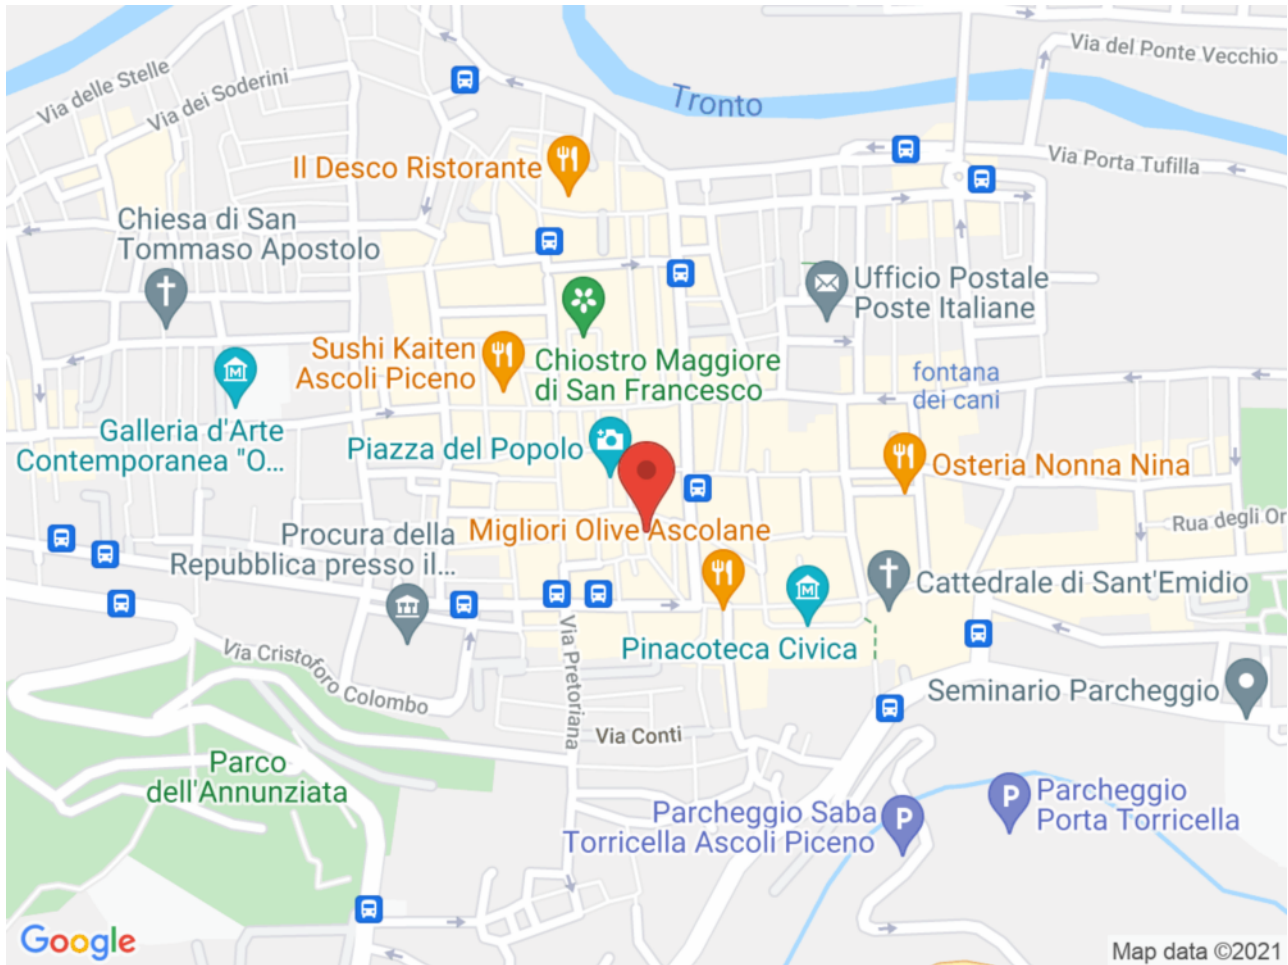 Via del Ponte Vecchio
Via delle Stelle
Via dei Soderini
Tronto
Via Porta Tufilla
Il Desco Ristorante
Chiesa di San
Tommaso Apostolo
Ufficio Postale
Poste Italiane
Sushi Kaiten
Ascoli Piceno
Chiostro Maggiore
di San Francesco
fontana
dei cani
Galleria d'Arte
Contemporanea "O...
Piazza del Popolo
Osteria Nonna Nina
Migliori Olive Ascolane
Rua degli Or
Procura della
Repubblica presso il...
Cattedrale di Sant'Emidio
Pinacoteca Civica
Via Pretoriana
Via Cristoforo Colombo
Seminario Parcheggio
Via Conti
Parco
dell'Annunziata
Parcheggio Saba
Torricella Ascoli Piceno
P
P
Parcheggio
Porta Torricella
Google
Map data ©2021